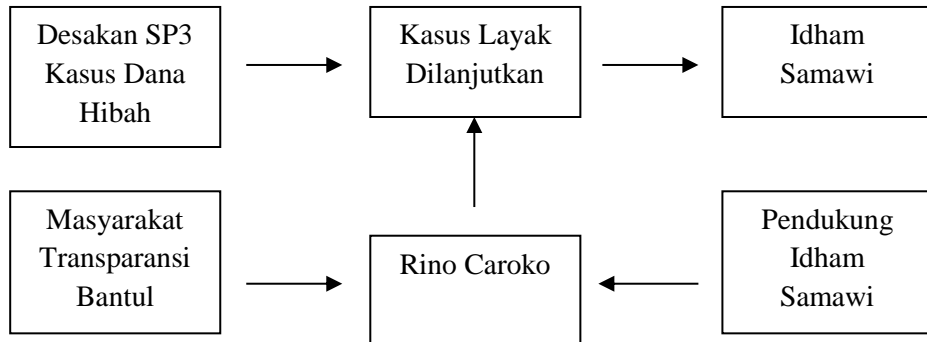 Desakan SP3
Kasus Dana
Hibah
Kasus Layak
Dilanjutkan
Idham
Samawi
Masyarakat
Transparansi
Bantul
Rino Caroko
Pendukung
Idham
Samawi